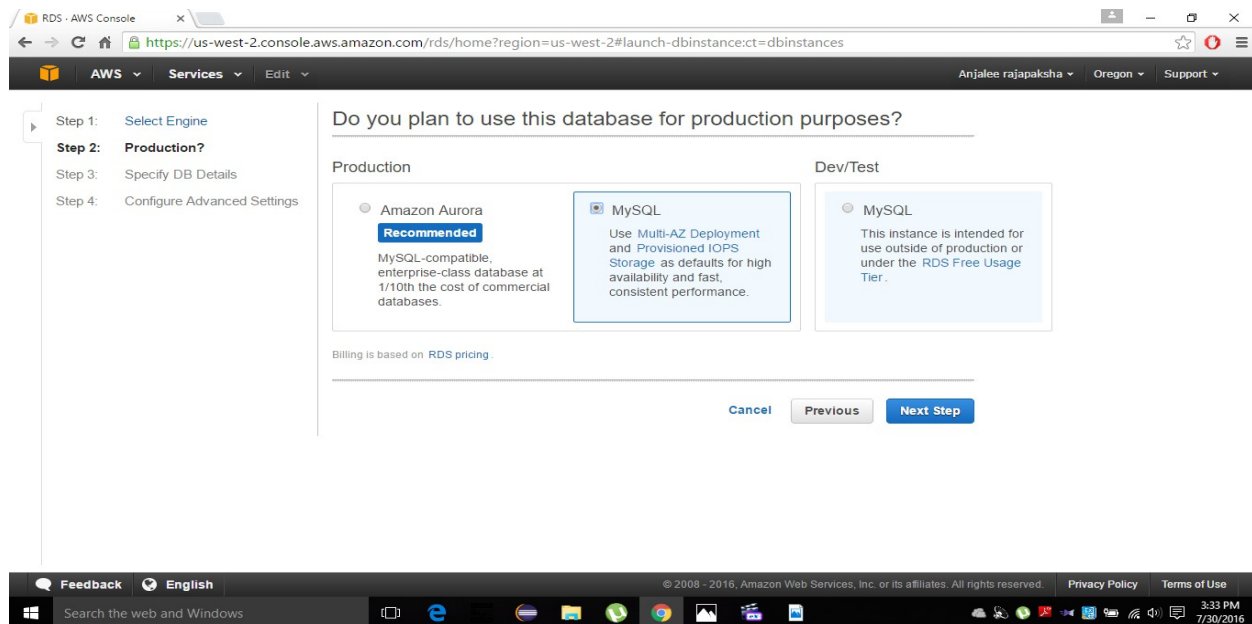 RDS · AWS Console
https://us-west-2.console.aws.amazon.com/rds/home?region=us-west-2#launch-dbinstance:ct=dbinstances
AWS Services Edit Anjalee rajapaksha Oregon Support
Step 1: Select Engine
Step 2: Production?
Step 3: Specify DB Details
Step 4: Configure Advanced Settings
Do you plan to use this database for production purposes?
Production
Amazon Aurora
Recommended
MySQL-compatible,
enterprise-class database at
1/10th the cost of commercial
databases.
MySQL
Use Multi-AZ Deployment
and Provisioned IOPS
Storage as defaults for high
availability and fast,
consistent performance.
Dev/Test
MySQL
This instance is intended for
use outside of production or
under the RDS Free Usage
Tier.
Billing is based on RDS pricing.
Cancel Previous Next Step
Feedback English © 2008 - 2016, Amazon Web Services, Inc. or its affiliates. All rights reserved. Privacy Policy Terms of Use
Search the web and Windows
3:33 PM
7/30/2016